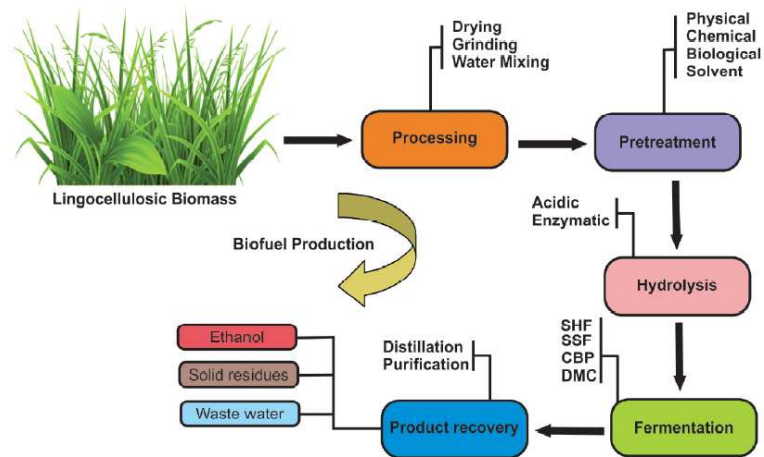 Drying
Grinding
Water Mixing
Physical
Chemical
Biological
Solvent
Processing
Pretreatment
Lingocellulosic Biomass
Acidic
Enzymatic
Biofuel Production
Hydrolysis
SHF
SSF
CBP
DMC
Ethanol
Solid residues
Waste water
Distillation
Purification
Product recovery
Fermentation